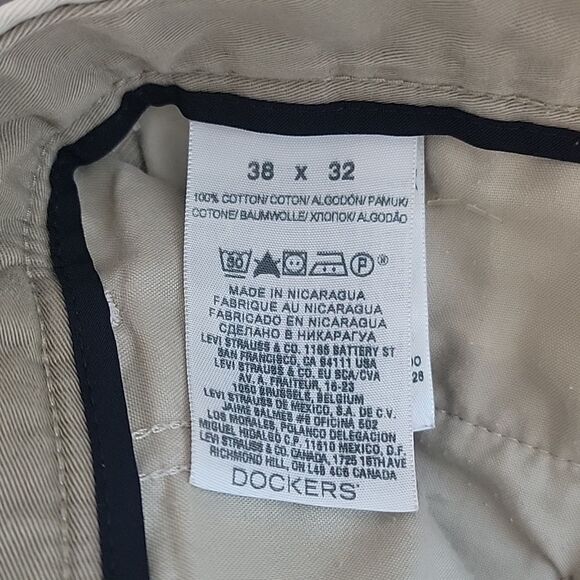 38 x 32
100% COTTON/ COTON/ ALGODÓN/ PAMUK/
COTONE/ BAUMWOLLE/ ХЛОПОК/ ALGODÃO
30 P ®
MADE IN NICARAGUA
FABRIQUE AU NICARAGUA
FABRICADO EN NICARAGUA
СДЕЛАНО В НИКАРАГУА
LEVI STRAUSS & CO. 1155 BATTERY ST
SAN FRANCISCO, CA 94111 USA
LEVI STRAUSS & CO. EU SCA/CVA
AV. A. FRAITEUR, 15-23
1050 BRUSSELS, BELGIUM
LEVI STRAUSS DE MEXICO, S.A. DE C.V.
JAIME BALMES #8 OFICINA 502
LOS MORALES, POLANCO DELEGACION
MIGUEL HIDALGO C.P. 11510 MEXICO, D.F.
LEVI STRAUSS & CO. CANADA, 1725 16TH AVE
RICHMOND HILL, ON L4B 4C6 CANADA
DOCKERS®
00
26